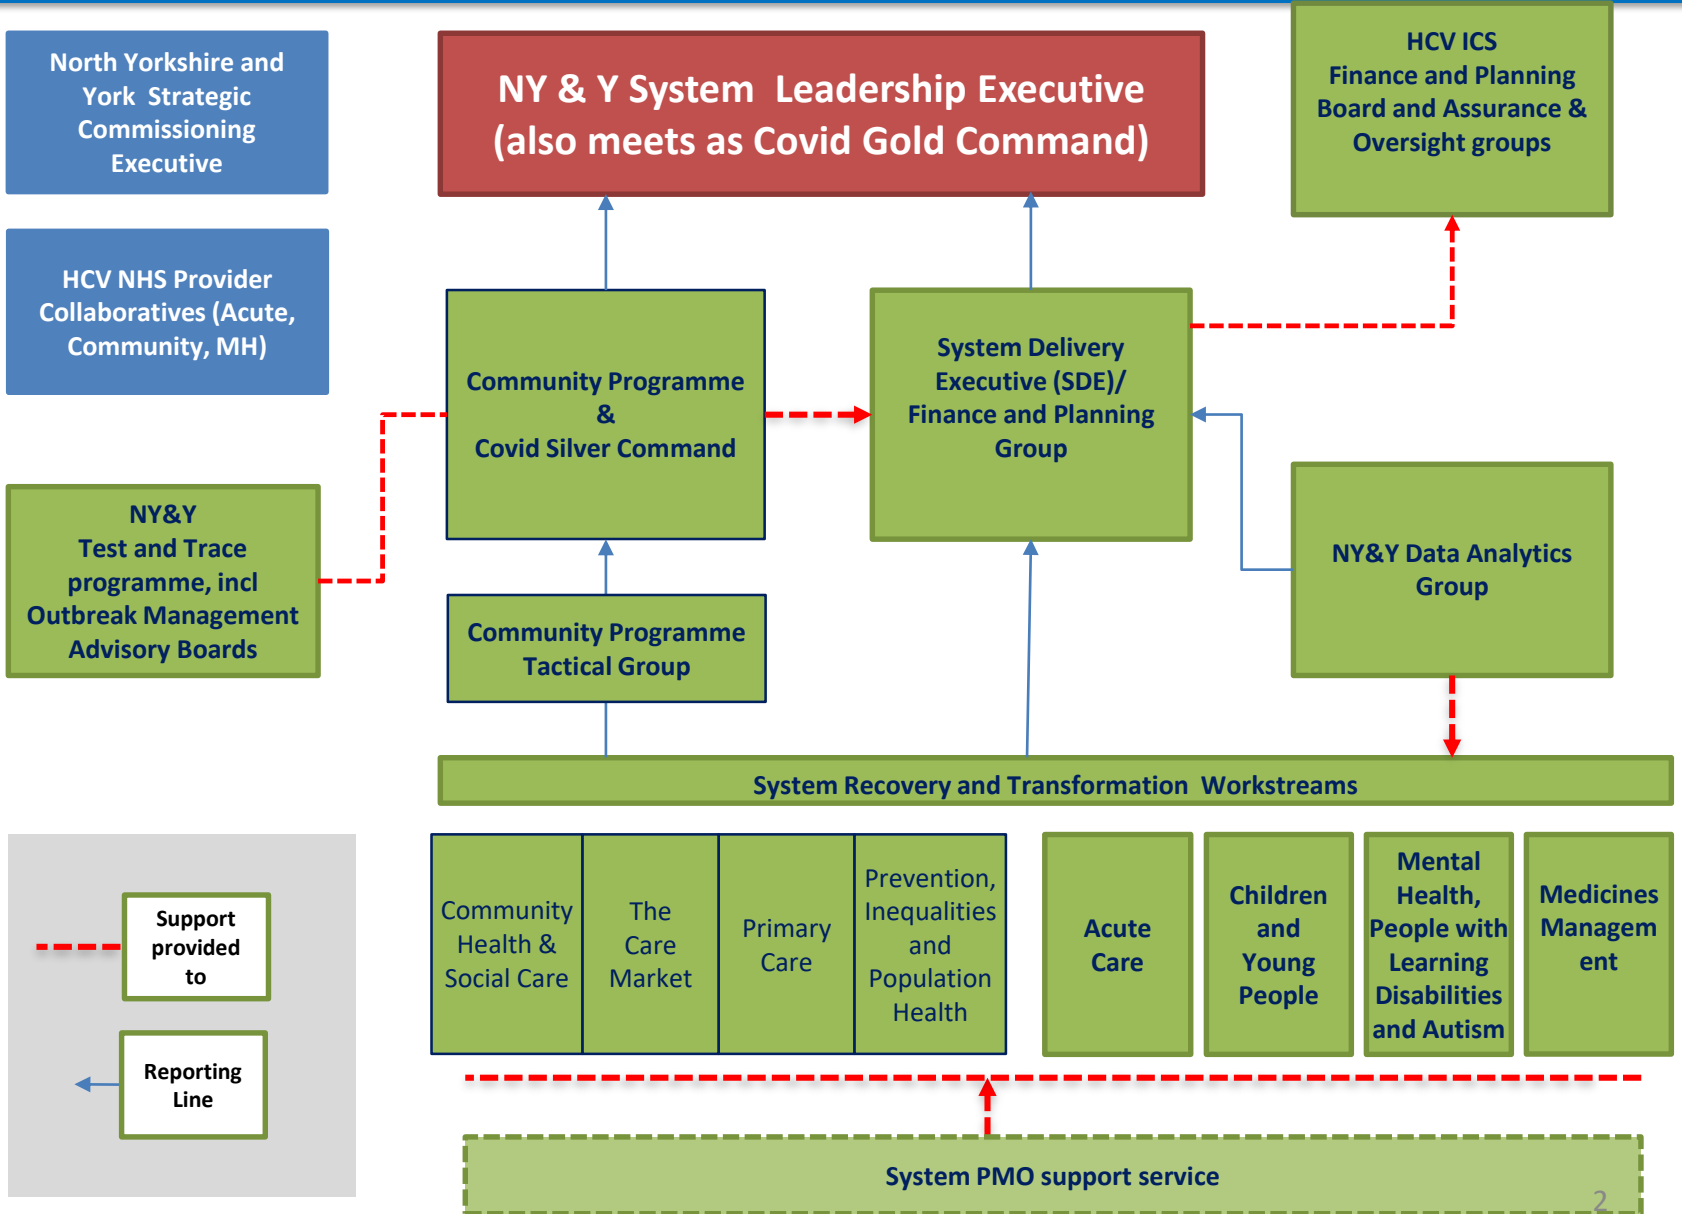 North Yorkshire and
York Strategic
Commissioning
Executive
NY & Y System Leadership Executive
(also meets as Covid Gold Command)
HCV ICS
Finance and Planning
Board and Assurance &
Oversight groups
HCV NHS Provider
Collaboratives (Acute,
Community, MH)
Community Programme
&
Covid Silver Command
System Delivery
Executive (SDE)/
Finance and Planning
Group
NY&Y
Test and Trace
programme, incl
Outbreak Management
Advisory Boards
NY&Y Data Analytics
Group
Community Programme
Tactical Group
System Recovery and Transformation Workstreams
Community
Health &
Social Care
The
Care
Market
Primary
Care
Prevention,
Inequalities
and
Population
Health
Acute
Care
Children
and
Young
People
Mental
Health,
People with
Learning
Disabilities
and Autism
Medicines
Managem
ent
Support
provided
to
Reporting
Line
System PMO support service
2